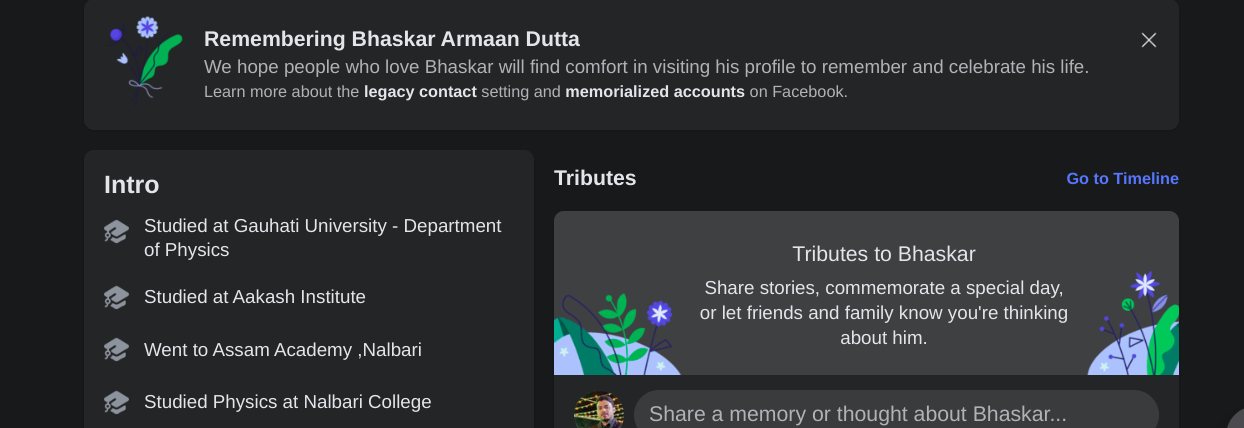 Remembering Bhaskar Armaan Dutta
We hope people who love Bhaskar will find comfort in visiting his profile to remember and celebrate his life.
Learn more about the legacy contact setting and memorialized accounts on Facebook.
Intro
Studied at Gauhati University - Department
of Physics
Studied at Aakash Institute
Went to Assam Academy ,Nalbari
Studied Physics at Nalbari College
Tributes
Go to Timeline
Tributes to Bhaskar
Share stories, commemorate a special day,
or let friends and family know you're thinking
about him.
Share a memory or thought about Bhaskar...